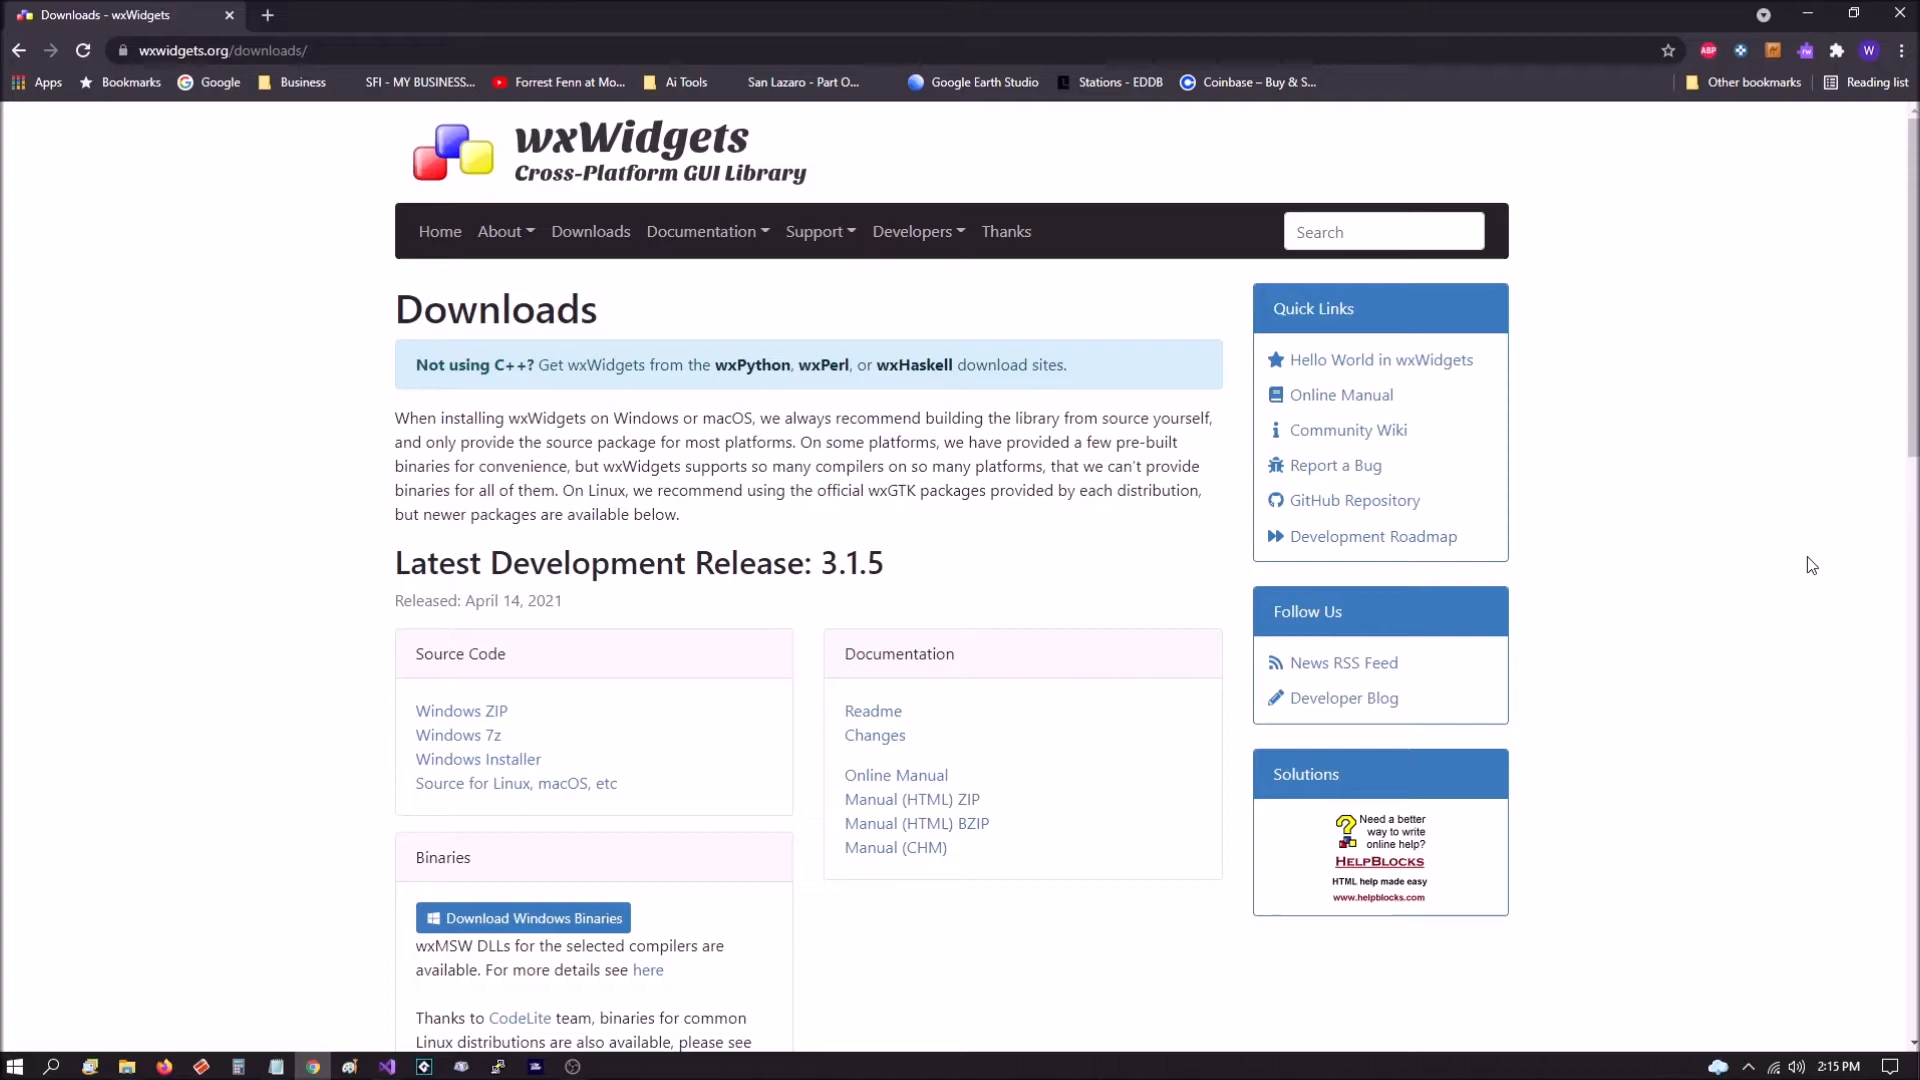 Downloads - wxWidgets
wxwidgets.org/downloads/
ABP
W
Apps
Bookmarks
Google
Business
SFI - MY BUSINESS...
Forrest Fenn at Mo...
Ai Tools
San Lazaro - Part O...
Google Earth Studio
Stations - EDDB
Coinbase – Buy & S...
Other bookmarks
Reading list
wxWidgets
Cross-Platform GUI Library
Home
About
Downloads
Documentation
Support
Developers
Thanks
Search
Downloads
Not using C++? Get wxWidgets from the wxPython, wxPerl, or wxHaskell download sites.
When installing wxWidgets on Windows or macOS, we always recommend building the library from source yourself,
and only provide the source package for most platforms. On some platforms, we have provided a few pre-built
binaries for convenience, but wxWidgets supports so many compilers on so many platforms, that we can't provide
binaries for all of them. On Linux, we recommend using the official wxGTK packages provided by each distribution,
but newer packages are available below.
Latest Development Release: 3.1.5
Released: April 14, 2021
Source Code
Windows ZIP
Windows 7z
Windows Installer
Source for Linux, macOS, etc
Binaries
Download Windows Binaries
wxMSW DLLs for the selected compilers are
available. For more details see here
Thanks to CodeLite team, binaries for common
Linux distributions are also available, please see
Documentation
Readme
Changes
Online Manual
Manual (HTML) ZIP
Manual (HTML) BZIP
Manual (CHM)
Quick Links
Hello World in wxWidgets
Online Manual
Community Wiki
Report a Bug
GitHub Repository
Development Roadmap
Follow Us
News RSS Feed
Developer Blog
Solutions
Need a better
way to write
online help?
HELPBLOCKS
HTML help made easy
www.helpblocks.com
2:15 PM